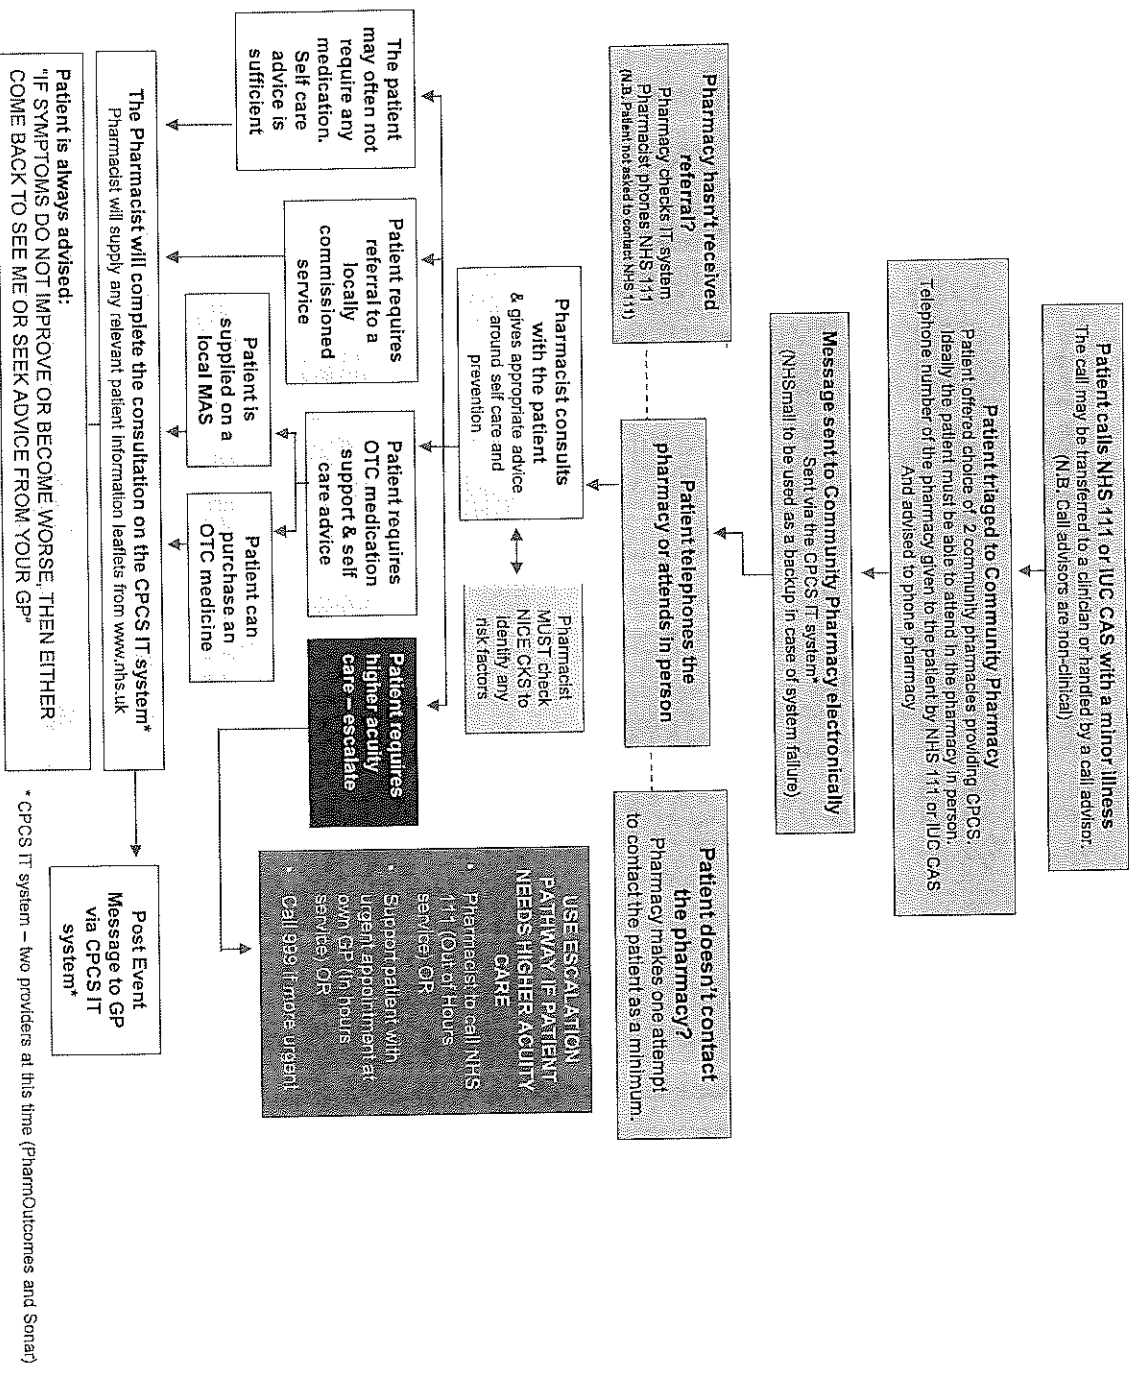 Patient calls NHS 111 or IUC CAS with a minor illness
The call may be transferred to a clinician or handled by a call advisor.
(N.B. Call advisors are non-clinical)
Patient triaged to Community Pharmacy
Patient offered choice of 2 community pharmacies providing CPCS.
Ideally the patient must be able to attend in the pharmacy in person.
Telephone number of the pharmacy given to the patient by NHS 111 or IUC CAS
And advised to phone pharmacy
Message sent to Community Pharmacy electronically
Sent via the CPCS IT system*
(NHSmail to be used as a backup in case of system failure)
Pharmacy hasn't received
referral?
Pharmacy checks IT system
Pharmacist phones NHS 111
(N.B. Patient not asked to contact NHS 111)
Patient telephones the
pharmacy or attends in person
Patient doesn't contact
the pharmacy?
Pharmacy makes one attempt
to contact the patient as a minimum.
Pharmacist consults
with the patient
& gives appropriate advice
around self care and
prevention
Pharmacist
MUST check
NICE CKS to
identify any
risk factors
USE ESCALATION
PATHWAY IF PATIENT
NEEDS HIGHER ACUITY
CARE
• Pharmacist to call NHS
111 (Out of Hours
service) OR
• Support patient with
urgent appointment at
own GP (In hours
service) OR
• Call 999 if more urgent
The patient
may often not
require any
medication.
Self care
advice is
sufficient
Patient requires
referral to a
locally
commissioned
service
Patient requires
OTC medication
support & self
care advice
Patient requires
higher acuity
care – escalate
Patient is
supplied on a
local MAS
Patient can
purchase an
OTC medicine
The Pharmacist will complete the consultation on the CPCS IT system*
Pharmacist will supply any relevant patient information leaflets from www.nhs.uk
Post Event
Message to GP
via CPCS IT
system*
Patient is always advised:
"IF SYMPTOMS DO NOT IMPROVE OR BECOME WORSE, THEN EITHER
COME BACK TO SEE ME OR SEEK ADVICE FROM YOUR GP"
* CPCS IT system – two providers at this time (PharmOutcomes and Sonar)